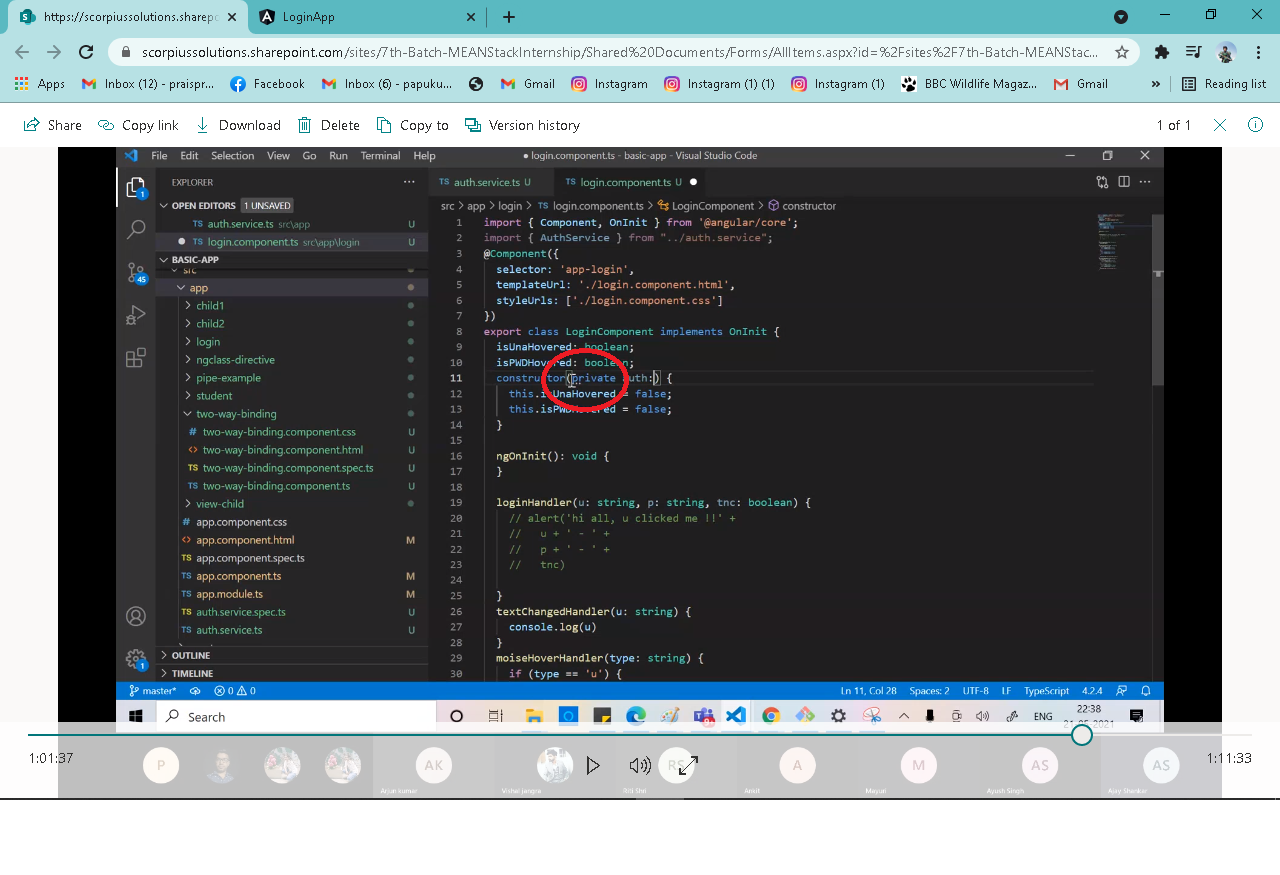 https://scorpiussolutions.sharepo
LoginApp
scorpiussolutions.sharepoint.com/sites/7th-Batch-MEANStackInternship/Shared%20Documents/Forms/AllItems.aspx?id=%2Fsites%2F7th-Batch-MEANStac...
Apps
Inbox (12) - praispr...
Facebook
Inbox (6) - papuku...
Gmail
Instagram
Instagram (1) (1)
Instagram (1)
BBC Wildlife Magaz...
Gmail
»
Reading list
Share
Copy link
Download
Delete
Copy to
Version history
1 of 1
File Edit Selection View Go Run Terminal Help
● login.component.ts - basic-app - Visual Studio Code
EXPLORER
OPEN EDITORS 1 UNSAVED
TS auth.service.ts src\app U
● TS login.component.ts src\app\login U
BASIC-APP
src
app
child1
child2
login
ngclass-directive
pipe-example
student
two-way-binding
# two-way-binding.component.css U
<> two-way-binding.component.html U
TS two-way-binding.component.spec.ts U
TS two-way-binding.component.ts U
view-child
# app.component.css
<> app.component.html M
TS app.component.spec.ts
TS app.component.ts M
TS app.module.ts M
TS auth.service.spec.ts U
TS auth.service.ts U
OUTLINE
TIMELINE
1
45
1
TS auth.service.ts U
TS login.component.ts U ●
src > app > login > TS login.component.ts > LoginComponent > constructor
1 import { Component, OnInit } from '@angular/core';
2 import { AuthService } from "../auth.service";
3 @Component({
4 selector: 'app-login',
5 templateUrl: './login.component.html',
6 styleUrls: ['./login.component.css']
7 })
8 export class LoginComponent implements OnInit {
9 isUnaHovered: boolean;
10 isPWDHovered: boolean;
11 constructor(private auth:) {
12 this.isUnaHovered = false;
13 this.isPWDHovered = false;
14 }
15
16 ngOnInit(): void {
17 }
18
19 loginHandler(u: string, p: string, tnc: boolean) {
20 // alert('hi all, u clicked me !!' +
21 // u + ' - ' +
22 // p + ' - ' +
23 // tnc)
24
25 }
26 textChangedHandler(u: string) {
27 console.log(u)
28 }
29 moiseHoverHandler(type: string) {
30 if (type == 'u') {
master* 0 0
Ln 11, Col 28 Spaces: 2 UTF-8 LF TypeScript 4.2.4
Search
ENG
22:38
21-05-2021
1:01:37
1:11:33
P
AK
RS
A
M
AS
AS
Arjun kumar
Vishal jangra
Ankit
Mayuri
Ayush Singh
Ajay Shankar